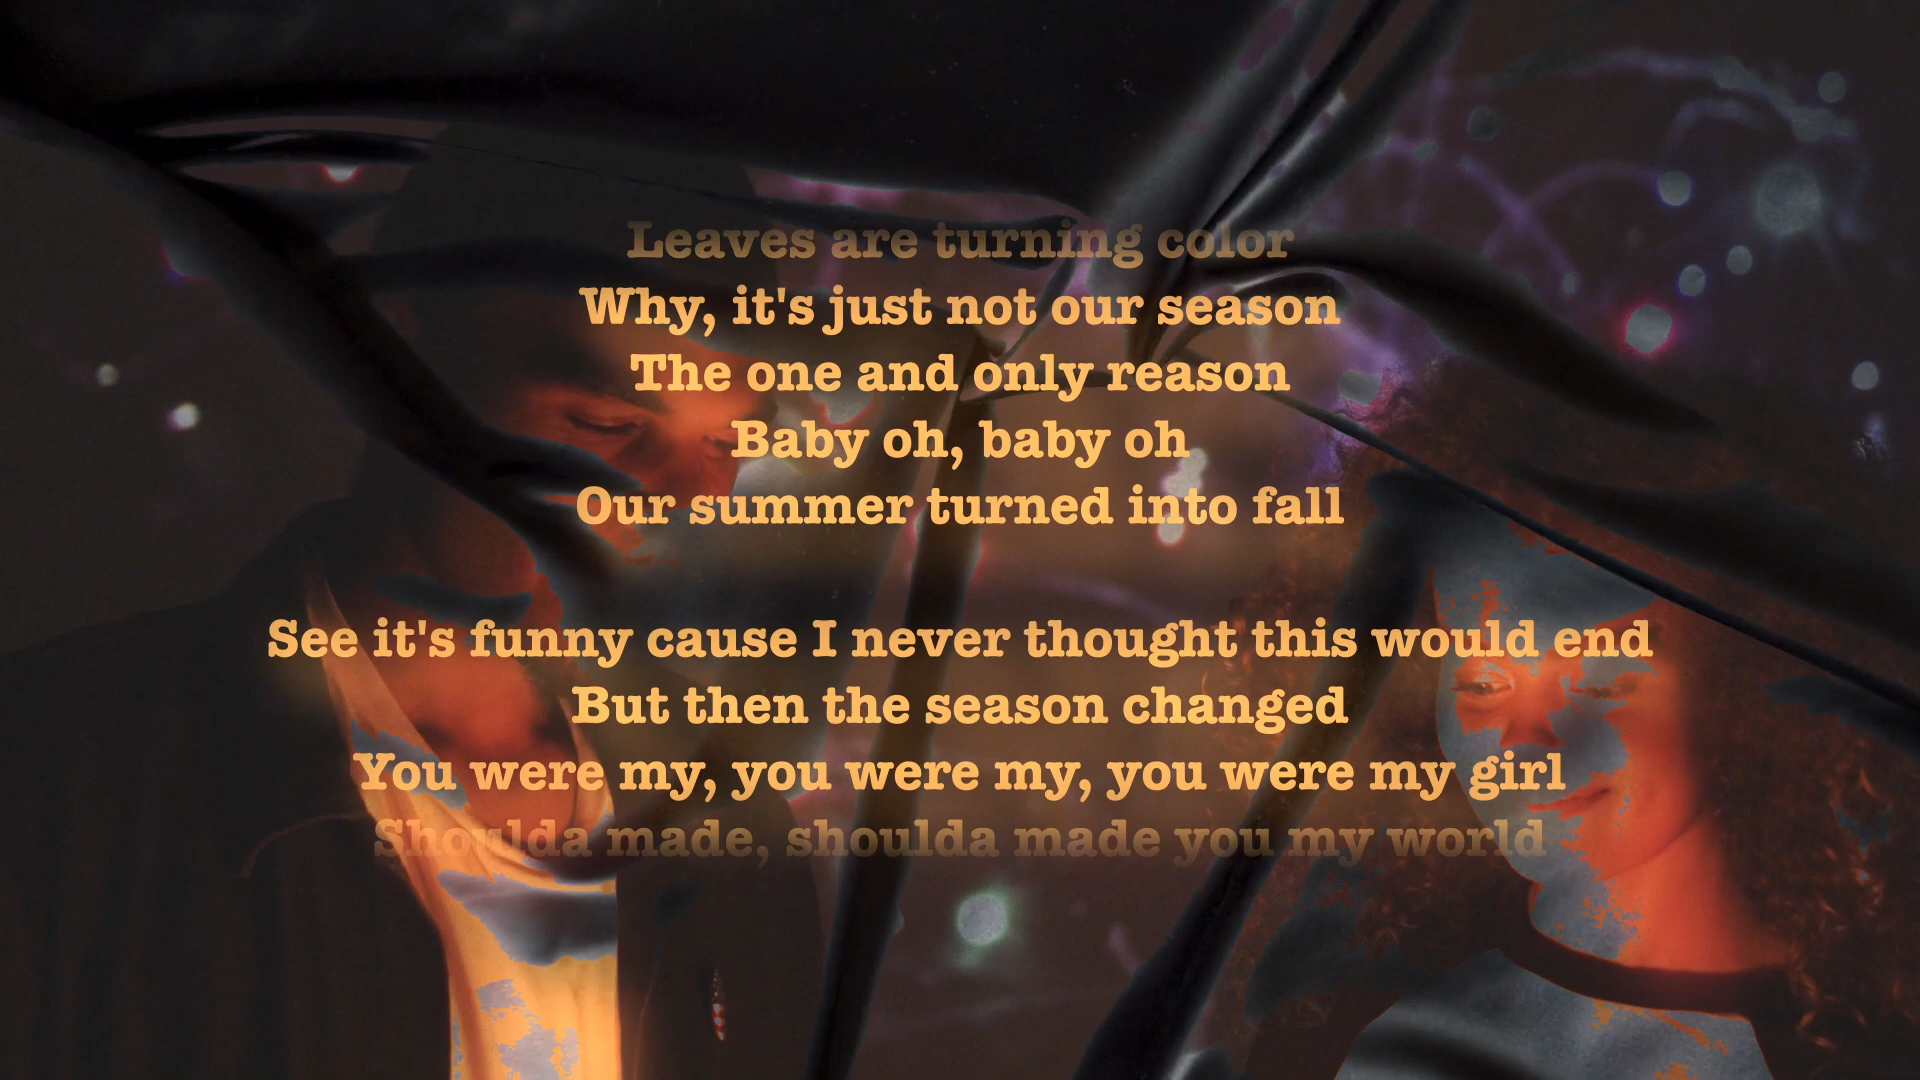 Leaves are turning color
Why, it's just not our season
The one and only reason
Baby oh, baby oh
Our summer turned into fall
See it's funny cause I never thought this would end
But then the season changed
You were my, you were my, you were my girl
Shoulda made, shoulda made you my world